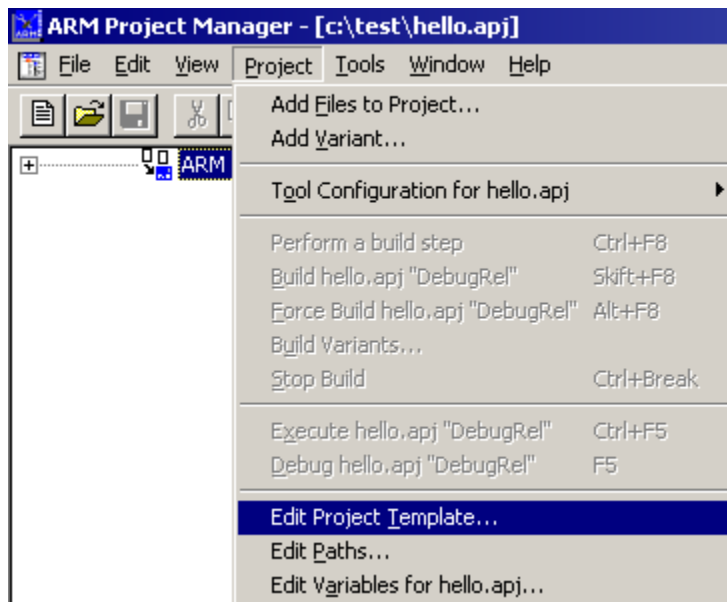 ARM Project Manager - [c:\test\hello.apj]
File Edit View Project Tools Window Help
Add Files to Project...
Add Variant...
ARM
Tool Configuration for hello.apj
Perform a build step Ctrl+F8
Build hello.apj "DebugRel" Skift+F8
Force Build hello.apj "DebugRel" Alt+F8
Build Variants...
Stop Build Ctrl+Break
Execute hello.apj "DebugRel" Ctrl+F5
Debug hello.apj "DebugRel" F5
Edit Project Template...
Edit Paths...
Edit Variables for hello.apj...